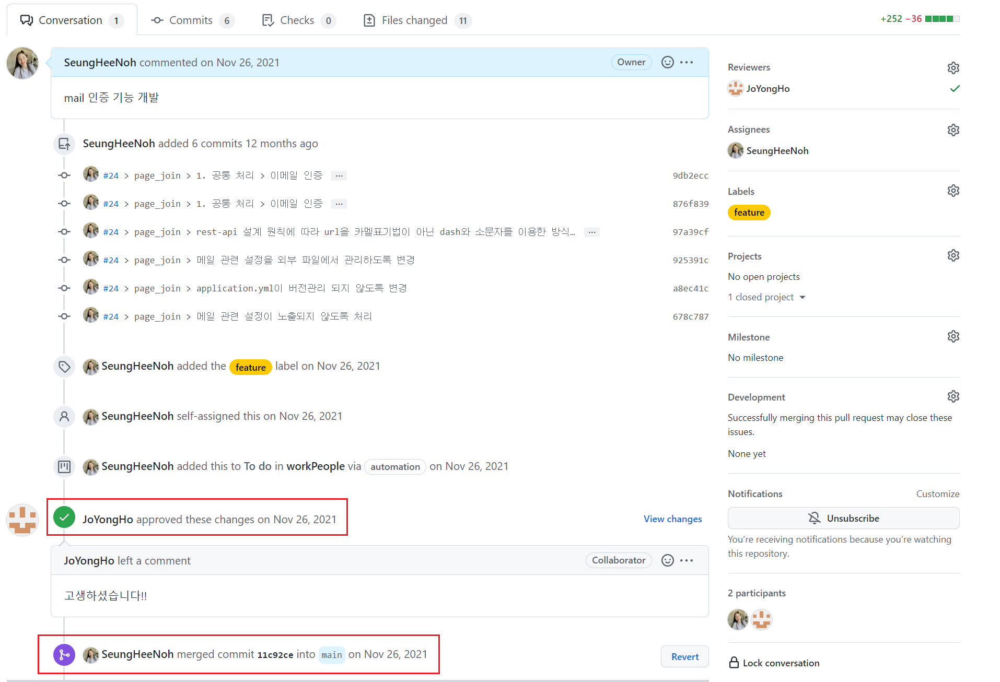 Conversation 1 Commits 6 Checks 0 Files changed 11 +252 −36
SeungHeeNoh commented on Nov 26, 2021 Owner
mail 인증 기능 개발
SeungHeeNoh added 6 commits 12 months ago
#24 > page_join > 1. 공통 처리 > 이메일 인증 … 9db2ecc
#24 > page_join > 1. 공통 처리 > 이메일 인증 … 876f839
#24 > page_join > rest-api 설계 원칙에 따라 url을 카멜표기법이 아닌 dash와 소문자를 이용한 방식… … 97a39cf
#24 > page_join > 메일 관련 설정을 외부 파일에서 관리하도록 변경 925391c
#24 > page_join > application.yml이 버전관리 되지 않도록 변경 a8ec41c
#24 > page_join > 메일 관련 설정이 노출되지 않도록 처리 678c787
SeungHeeNoh added the feature label on Nov 26, 2021
SeungHeeNoh self-assigned this on Nov 26, 2021
SeungHeeNoh added this to To do in workPeople via automation on Nov 26, 2021
JoYongHo approved these changes on Nov 26, 2021 View changes
JoYongHo left a comment Collaborator
고생하셨습니다!!
SeungHeeNoh merged commit 11c92ce into main on Nov 26, 2021 Revert
Reviewers
JoYongHo
Assignees
SeungHeeNoh
Labels
feature
Projects
No open projects
1 closed project
Milestone
No milestone
Development
Successfully merging this pull request may close these
issues.
None yet
Notifications Customize
Unsubscribe
You’re receiving notifications because you’re watching
this repository.
2 participants
Lock conversation